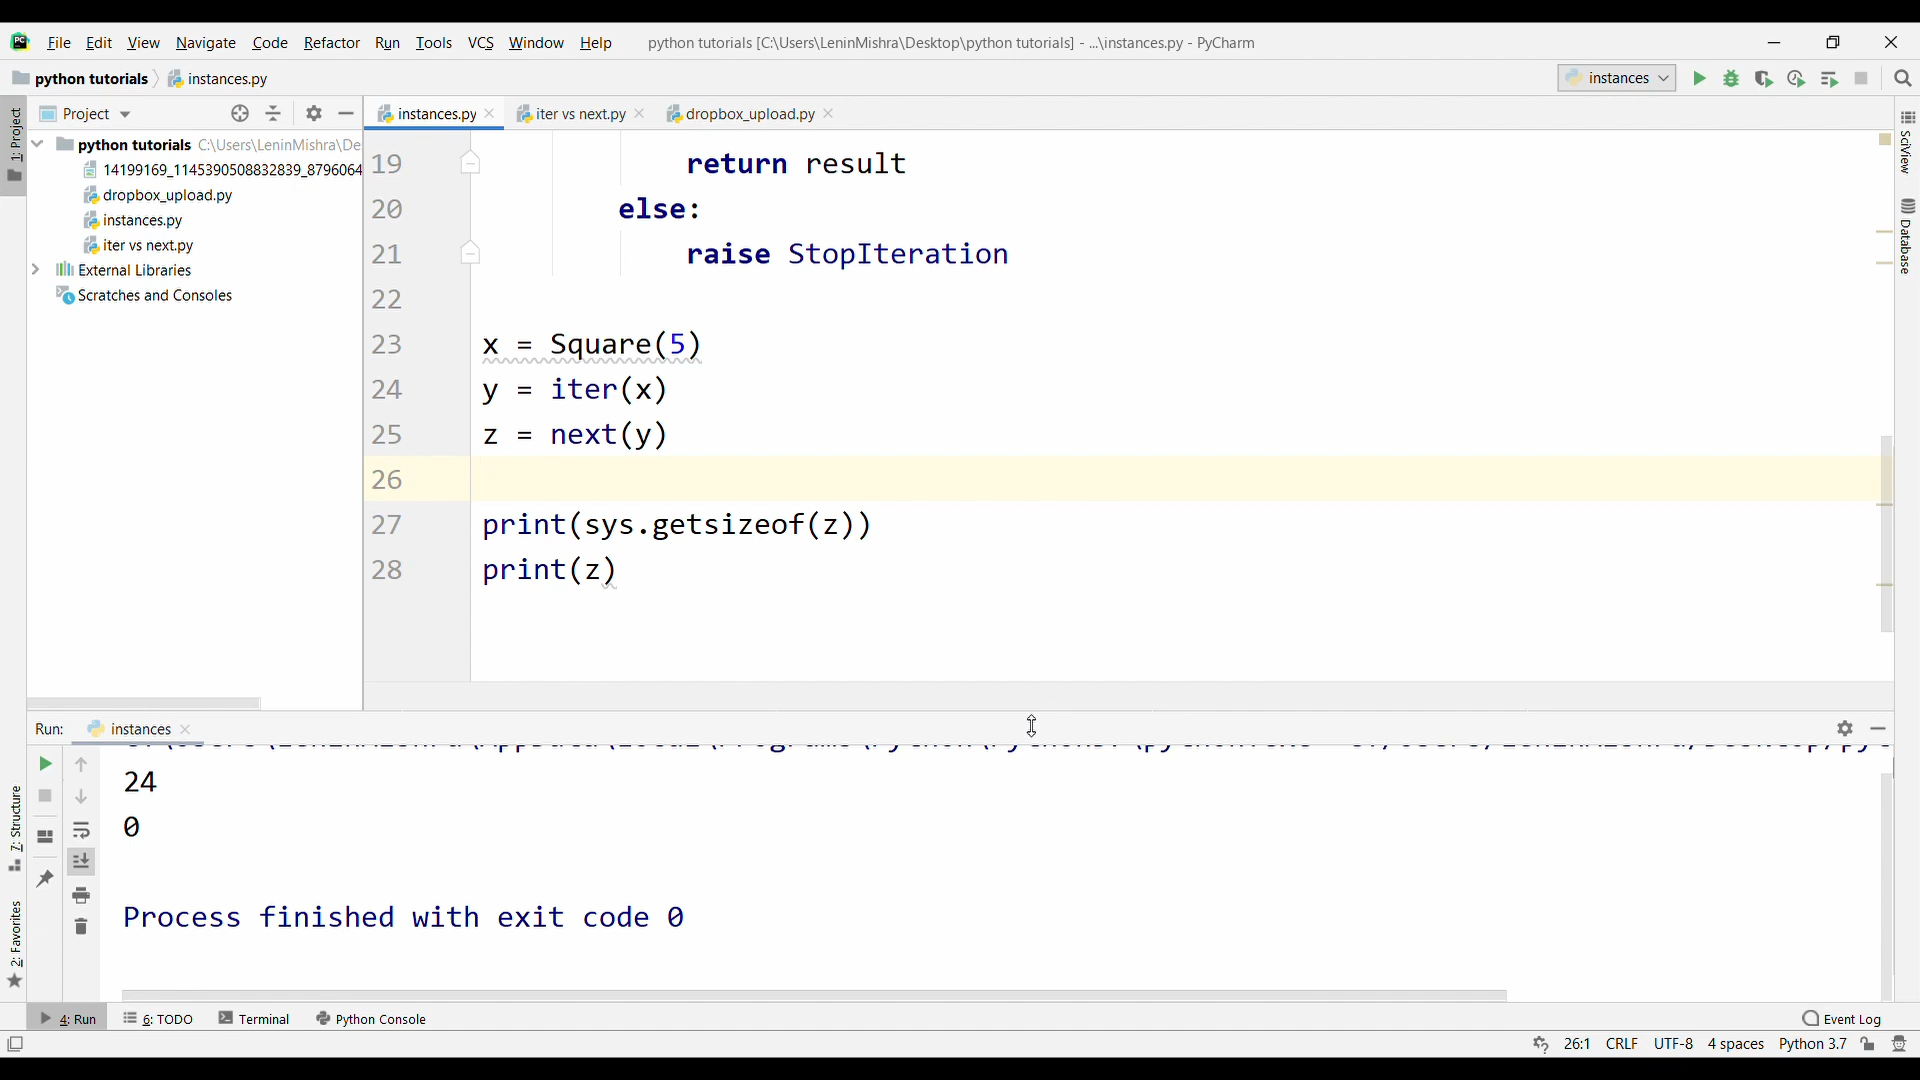 File Edit View Navigate Code Refactor Run Tools VCS Window Help python tutorials [C:\Users\LeninMishra\Desktop\python tutorials] - ...\instances.py - PyCharm
python tutorials instances.py instances
Project instances.py iter vs next.py dropbox_upload.py
1: Project
python tutorials C:\Users\LeninMishra\De
14199169_1145390508832839_8796064
dropbox_upload.py
instances.py
iter vs next.py
External Libraries
Scratches and Consoles
19 return result
20 else:
21 raise StopIteration
22
23 x = Square(5)
24 y = iter(x)
25 z = next(y)
26
27 print(sys.getsizeof(z))
28 print(z)
SciView
Database
Run: instances
24
0
Process finished with exit code 0
7: Structure
2: Favorites
4: Run 6: TODO Terminal Python Console Event Log
26:1 CRLF UTF-8 4 spaces Python 3.7